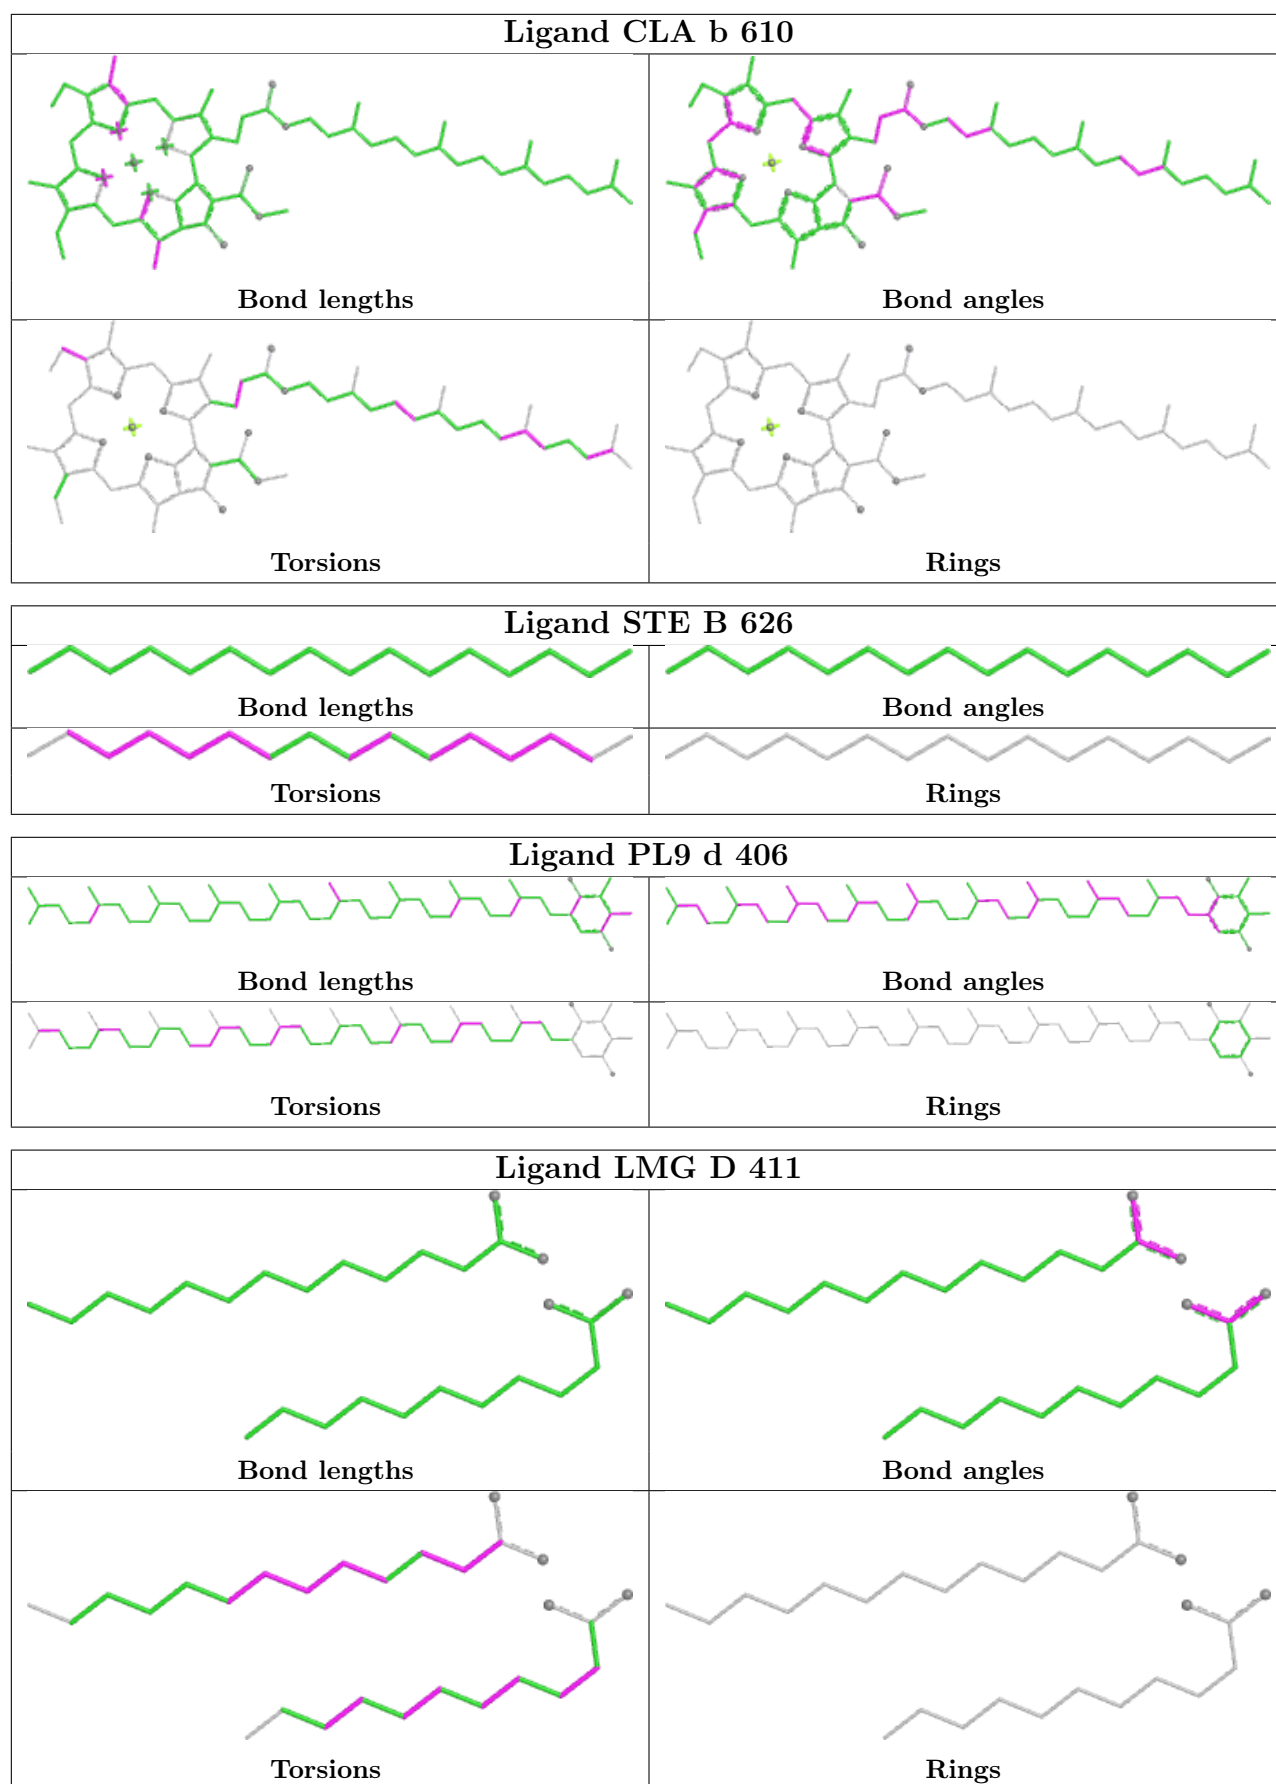 Ligand CLA b 610
Bond lengths
Bond angles
Torsions
Rings
Ligand STE B 626
Bond lengths
Bond angles
Torsions
Rings
Ligand PL9 d 406
Bond lengths
Bond angles
Torsions
Rings
Ligand LMG D 411
Bond lengths
Bond angles
Torsions
Rings